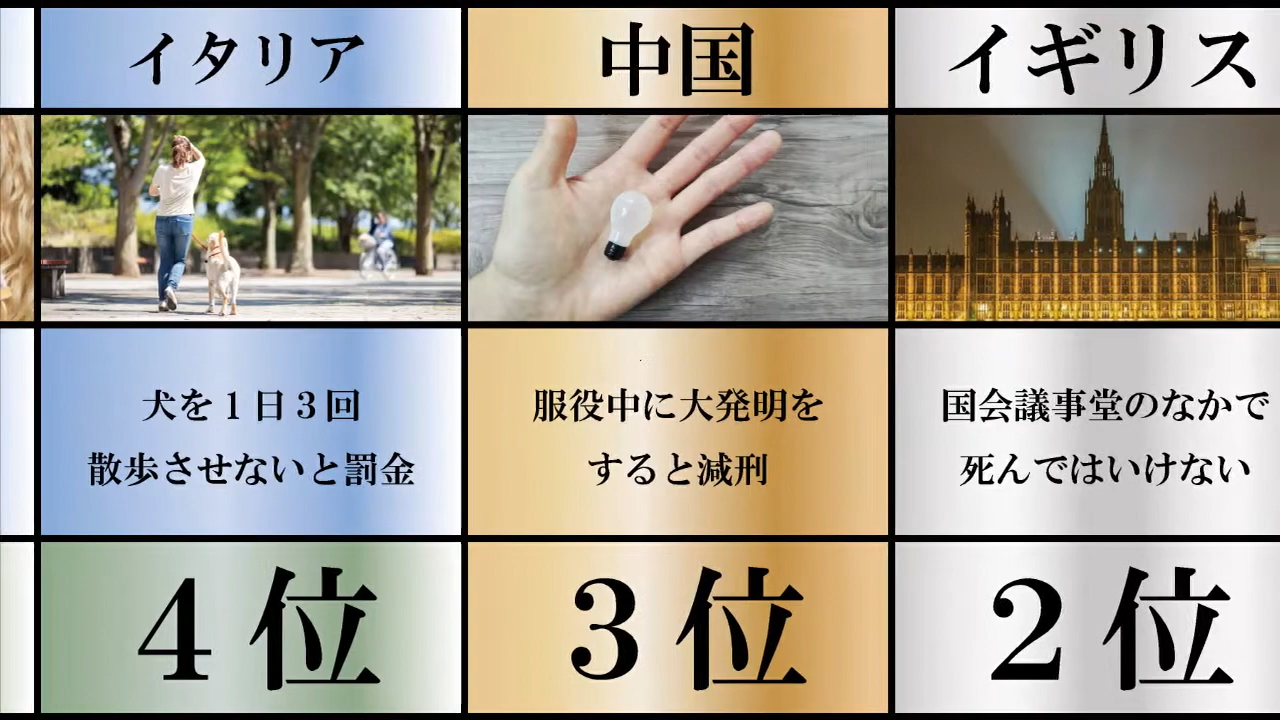 イタリア
犬を1日3回
散歩させないと罰金
4位
中国
服役中に大発明を
すると減刑
3位
イギリス
国会議事堂のなかで
死んではいけない
2位